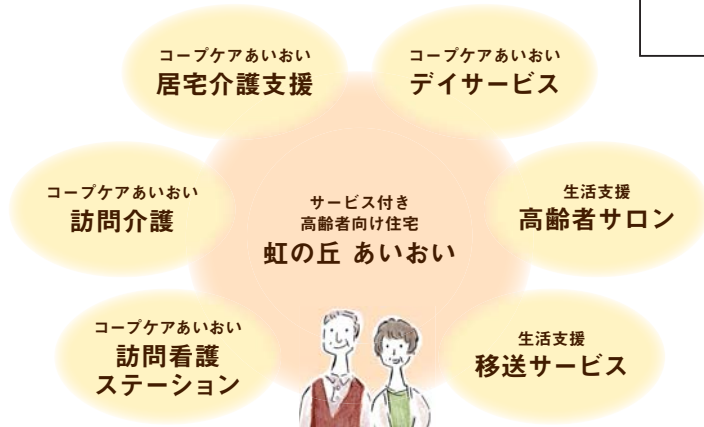 コープケアあいおい
居宅介護支援
コープケアあいおい
デイサービス
コープケアあいおい
訪問介護
サービス付き
高齢者向け住宅
虹の丘 あいおい
生活支援
高齢者サロン
コープケアあいおい
訪問看護
ステーション
生活支援
移送サービス